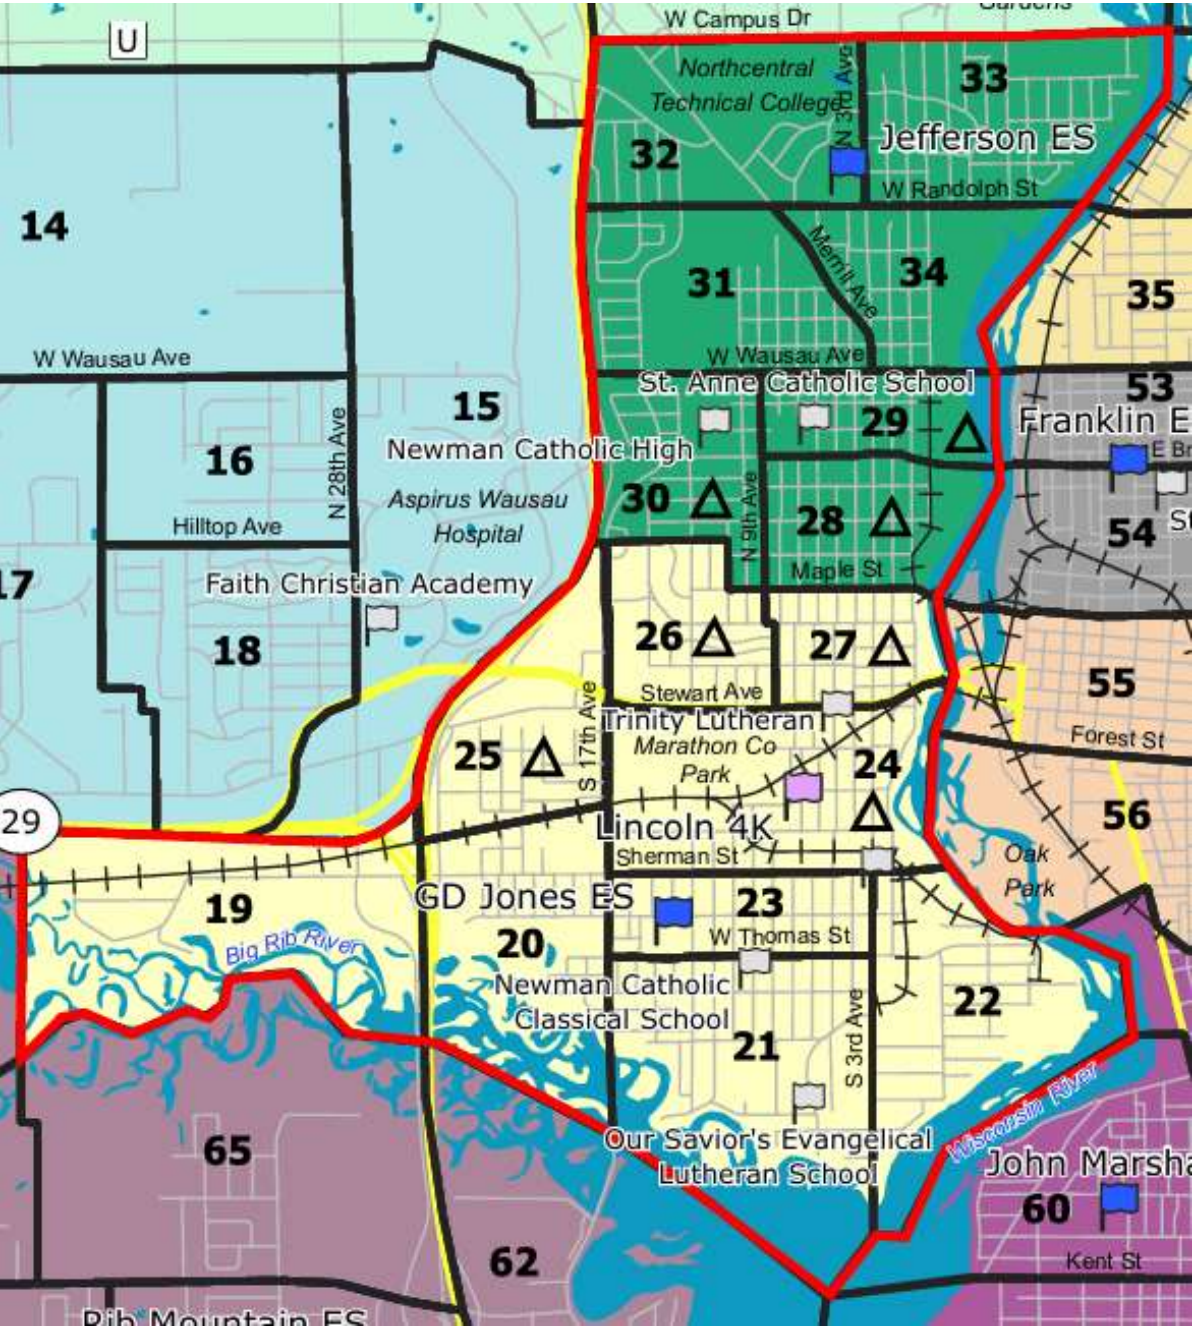 Gardens
W Campus Dr
U
Northcentral
Technical College
N 3rd Ave
33
Jefferson ES
32
W Randolph St
14
Merrill Ave
34
31
35
W Wausau Ave
W Wausau Ave
St. Anne Catholic School
53
15
29
Franklin E
Newman Catholic High
E Br
16
N 28th Ave
Aspirus Wausau
Hospital
30
N 9th Ave
28
54
Hilltop Ave
17
Faith Christian Academy
Maple St
18
26
27
55
Stewart Ave
S 17th Ave
Trinity Lutheran
Marathon Co
Park
Forest St
25
24
29
Lincoln 4K
56
Sherman St
Oak
Park
GD Jones ES
19
23
Big Rib River
20
W Thomas St
Newman Catholic
Classical School
22
21
S 3rd Ave
Wisconsin River
65
Our Savior's Evangelical
Lutheran School
John Marsha
60
62
Kent St
Rib Mountain ES